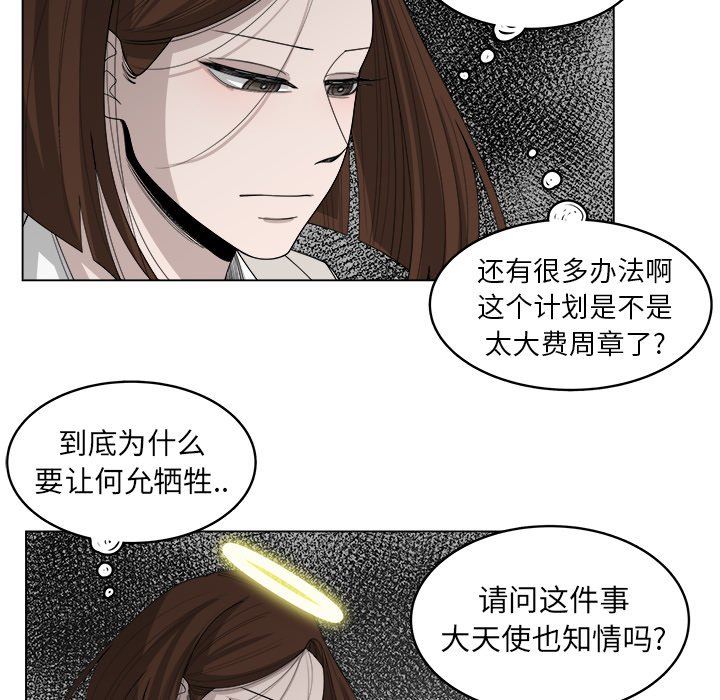 还有很多办法啊
这个计划是不是
太大费周章了?
到底为什么
要让何允牺牲..
请问这件事
大天使也知情吗?